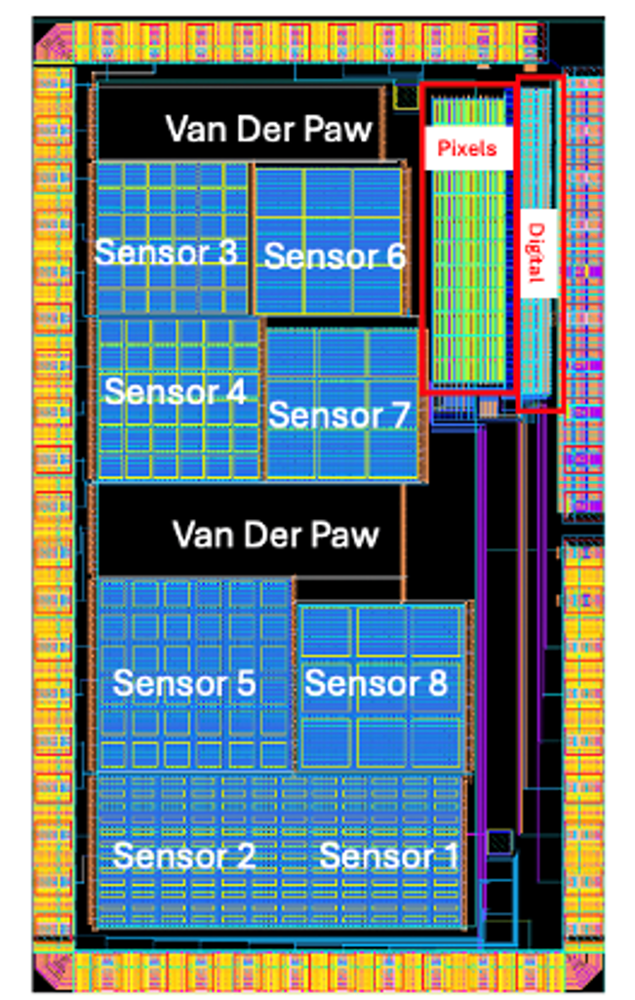 Van Der Paw
Pixels
Sensor 3
Sensor 6
Digital
Sensor 4
Sensor 7
Van Der Paw
Sensor 5
Sensor 8
Sensor 2
Sensor 1